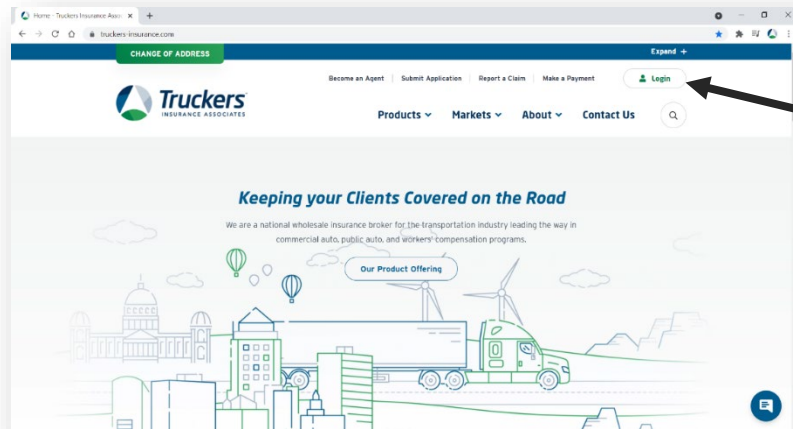 Home - Truckers Insurance Assoc
truckers-insurance.com
CHANGE OF ADDRESS
Expand +
Become an Agent | Submit Application | Report a Claim | Make a Payment
Login
Truckers
INSURANCE ASSOCIATES
Products Markets About Contact Us
Keeping your Clients Covered on the Road
We are a national wholesale insurance broker for the transportation industry leading the way in
commercial auto, public auto, and workers' compensation programs.
Our Product Offering